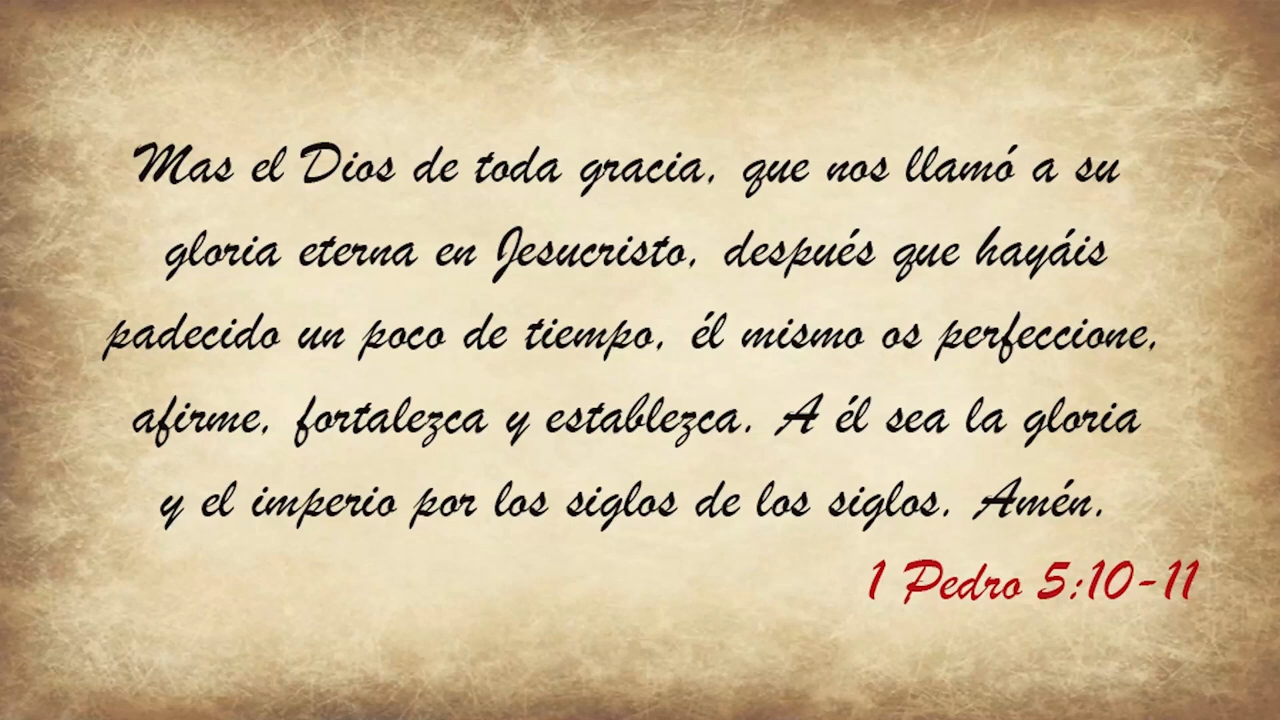 Mas el Dios de toda gracia, que nos llamó a su
gloria eterna en Jesucristo, después que hayáis
padecido un poco de tiempo, él mismo os perfeccione,
afirme, fortalezca y establezca. A él sea la gloria
y el imperio por los siglos de los siglos. Amén.
1 Pedro 5:10-11